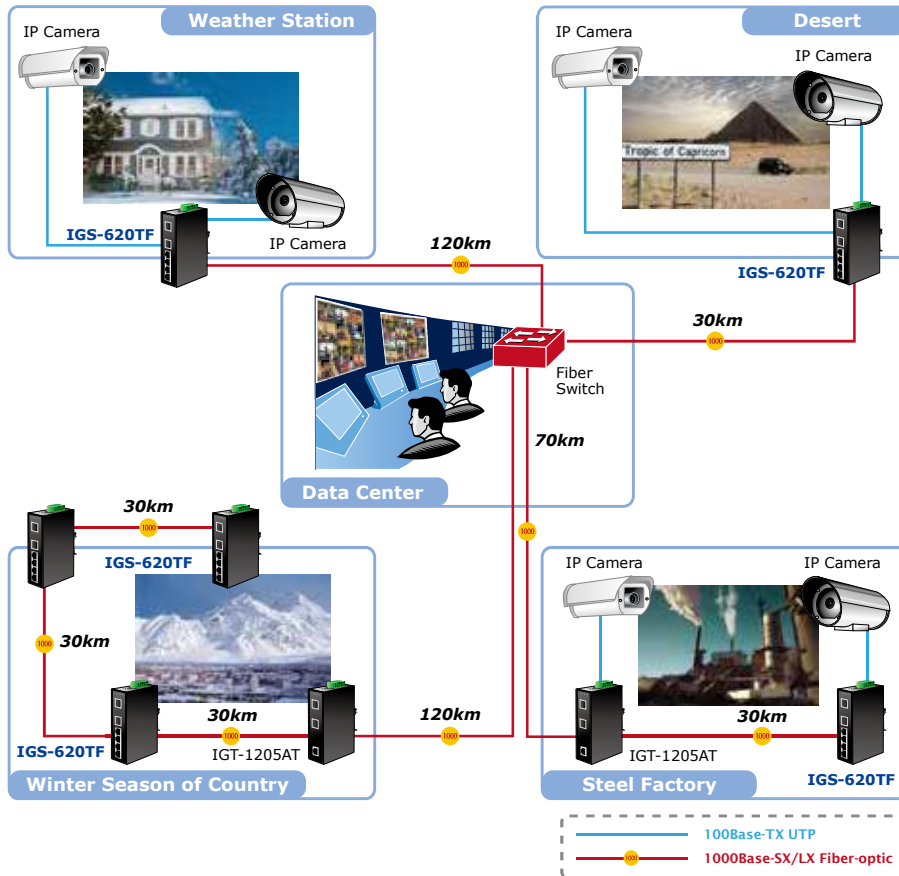 Weather Station
IP Camera
IGS-620TF
IP Camera
Desert
IP Camera
IP Camera
Tropic of Capricorn
IGS-620TF
120km
1000
30km
1000
Fiber
Switch
70km
1000
Data Center
30km
1000
IGS-620TF
30km
1000
IGS-620TF
30km
1000
IGT-1205AT
120km
1000
Winter Season of Country
IP Camera
IP Camera
IGT-1205AT
30km
1000
IGS-620TF
Steel Factory
100Base-TX UTP
1000
1000Base-SX/LX Fiber-optic